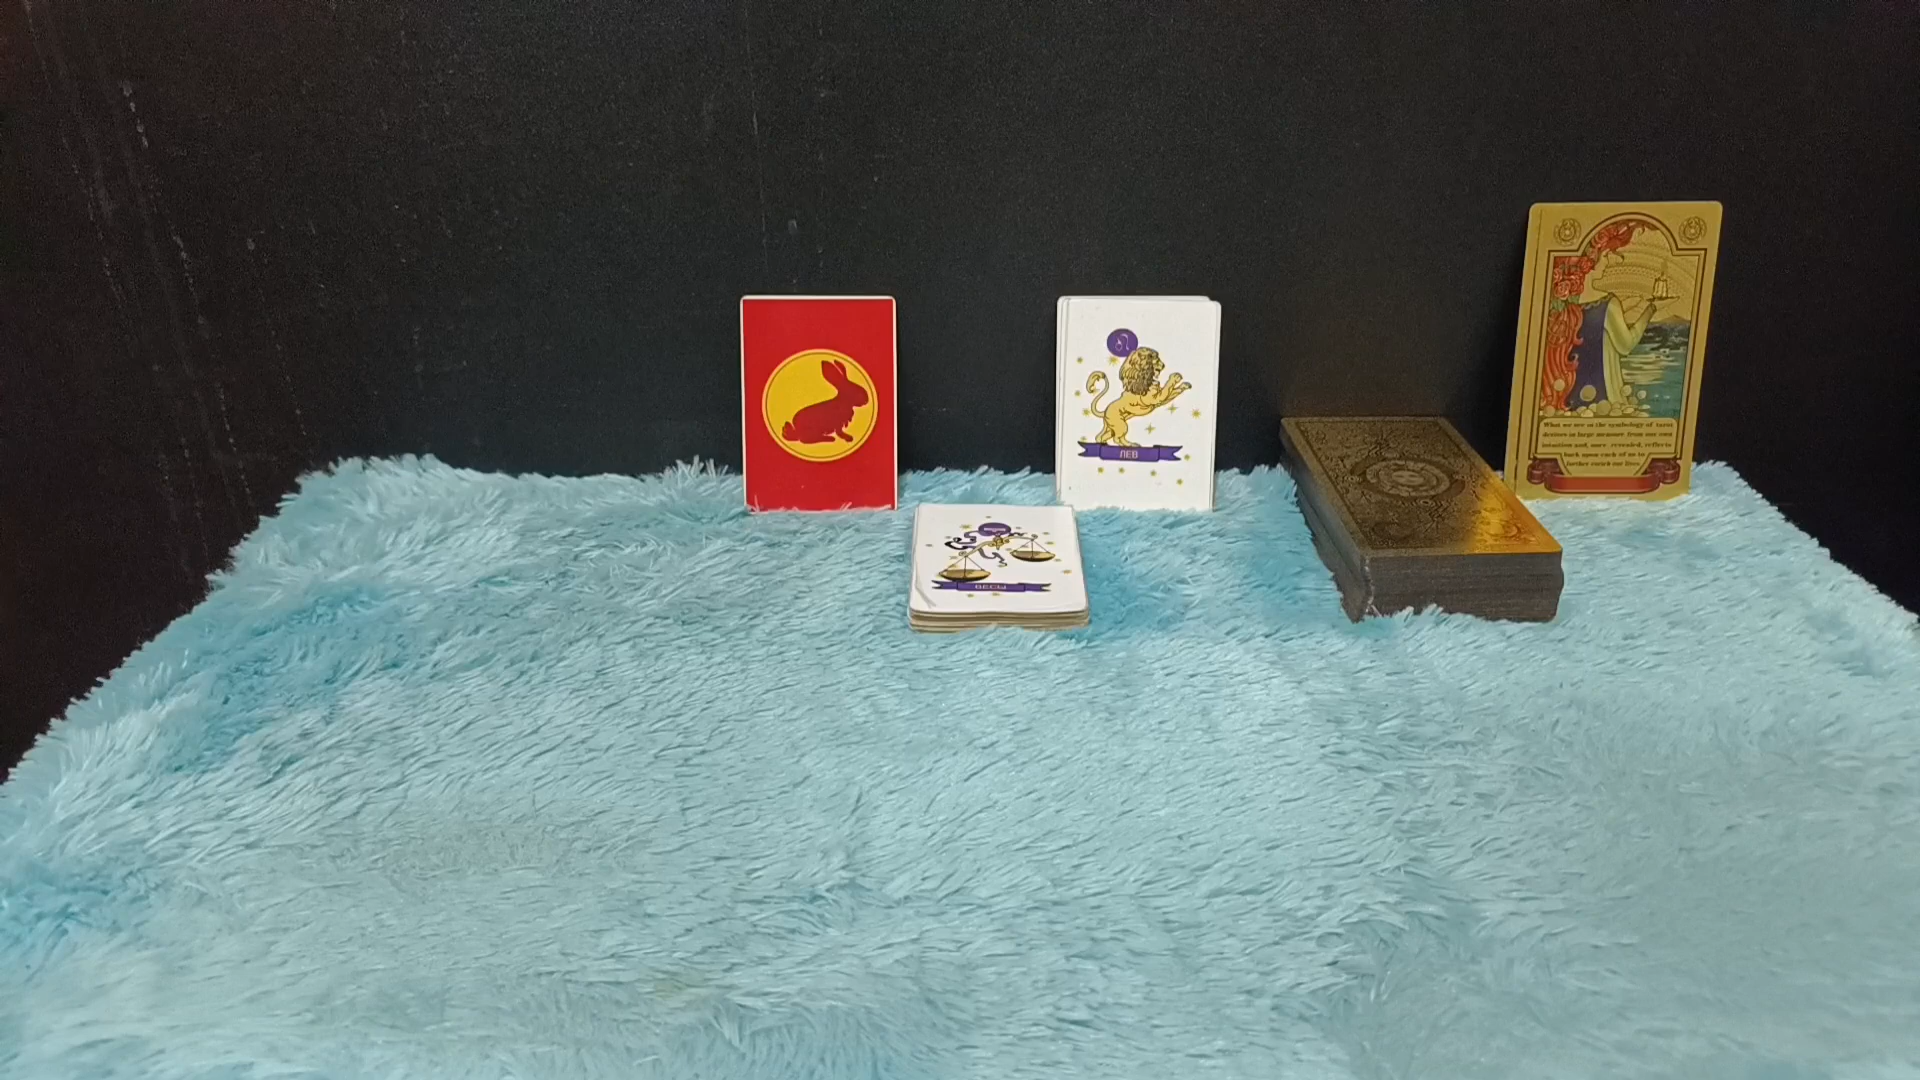 ЛЕВ
What we see in the symbology of tarot
derives in large measure from our own
intuition and, once revealed, reflects
back upon each of us to
further enrich our lives.
ВЕСЫ